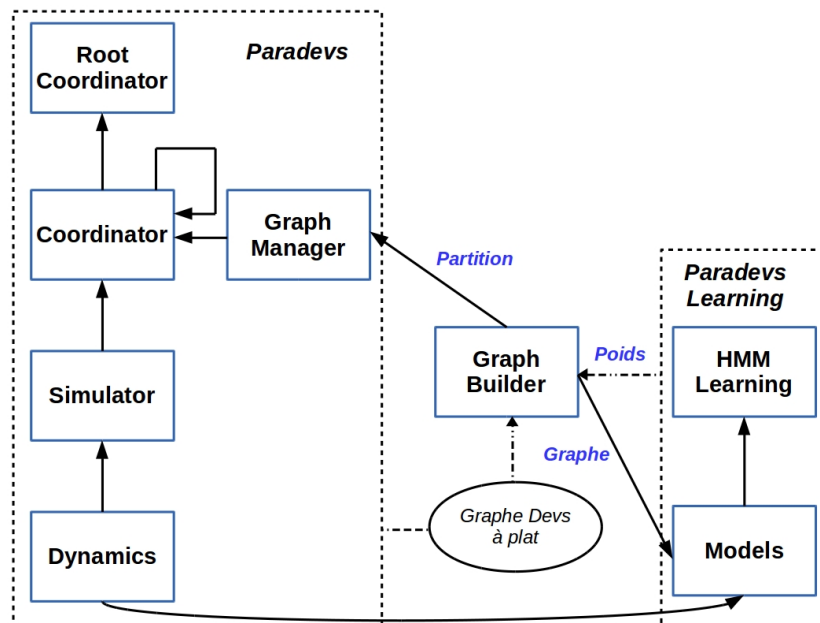 Paradevs
Root
Coordinator
Coordinator
Graph
Manager
Partition
Paradevs
Learning
Graph
Builder
Poids
HMM
Learning
Simulator
Graphe
Graphe Devs
à plat
Dynamics
Models